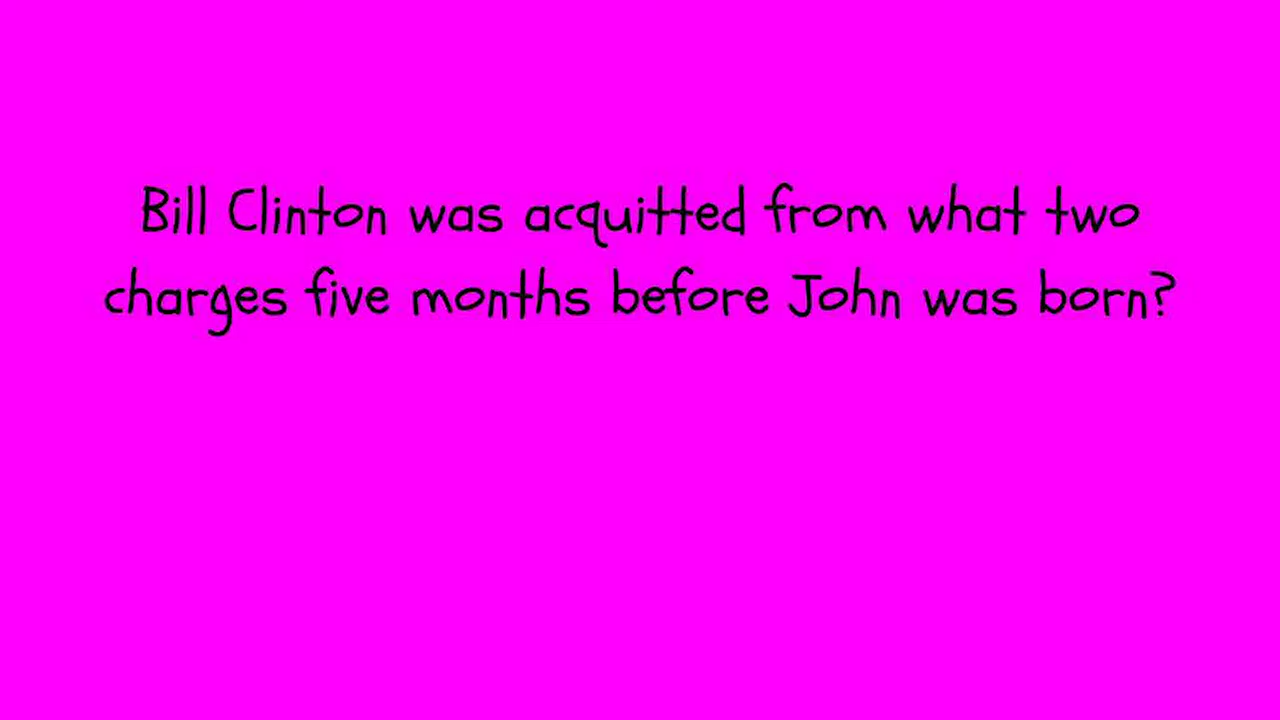 Bill Clinton was acquitted from what two
charges five months before John was born?